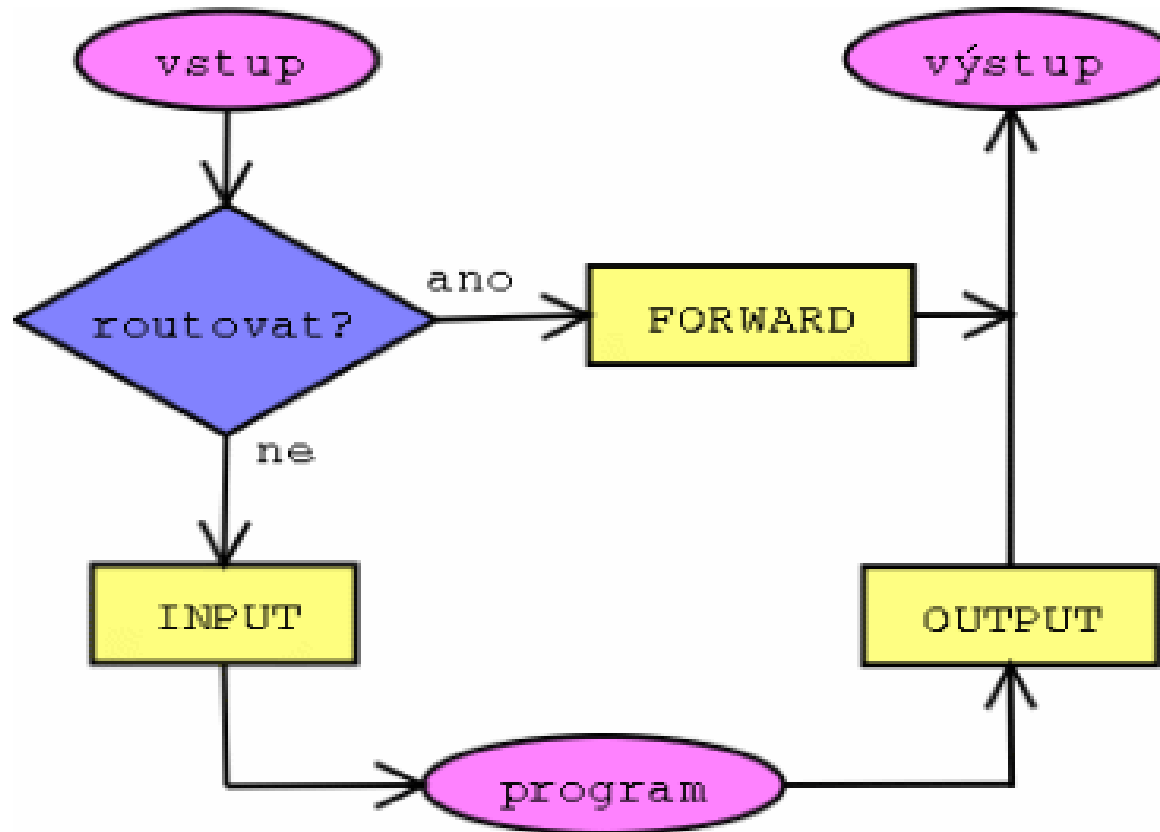 vstup
výstup
ano
routovat?
FORWARD
ne
INPUT
OUTPUT
program